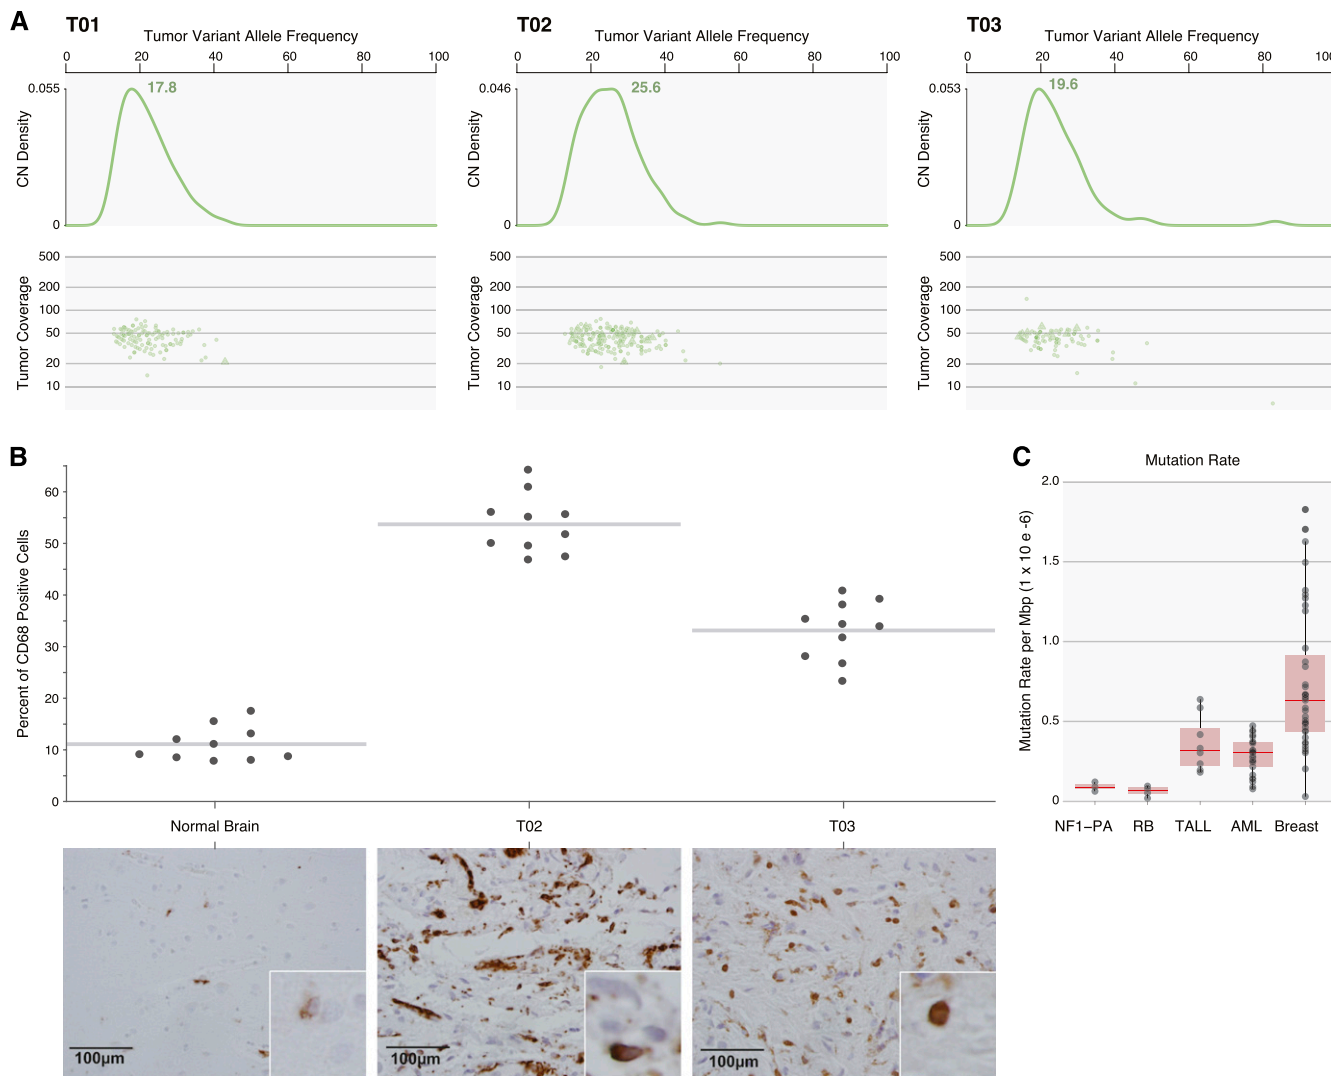 A
T01
Tumor Variant Allele Frequency
0 20 40 60 80 100
0.055
17.8
CN Density
0
500
200
100
50
20
10
Tumor Coverage
T02
Tumor Variant Allele Frequency
0 20 40 60 80 100
0.046
25.6
CN Density
0
500
200
100
50
20
10
Tumor Coverage
T03
Tumor Variant Allele Frequency
0 20 40 60 80 100
0.053
19.6
CN Density
0
500
200
100
50
20
10
Tumor Coverage
B
Percent of CD68 Positive Cells
60
50
40
30
20
10
0
Normal Brain T02 T03
100μm
100μm
100μm
C
Mutation Rate
Mutation Rate per Mbp (1 x 10 e -6)
2.0
1.5
1.0
0.5
0
NF1-PA RB TALL AML Breast